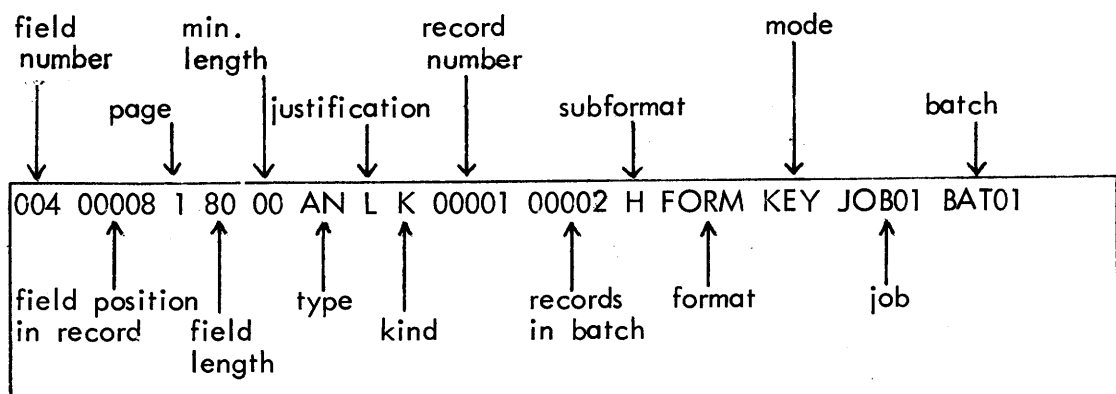 field min. record mode
number length number
page justification subformat batch
004 00008 1 80 00 AN L K 00001 00002 H FORM KEY JOB01 BAT01
field position type records format job
in record field kind in batch
length